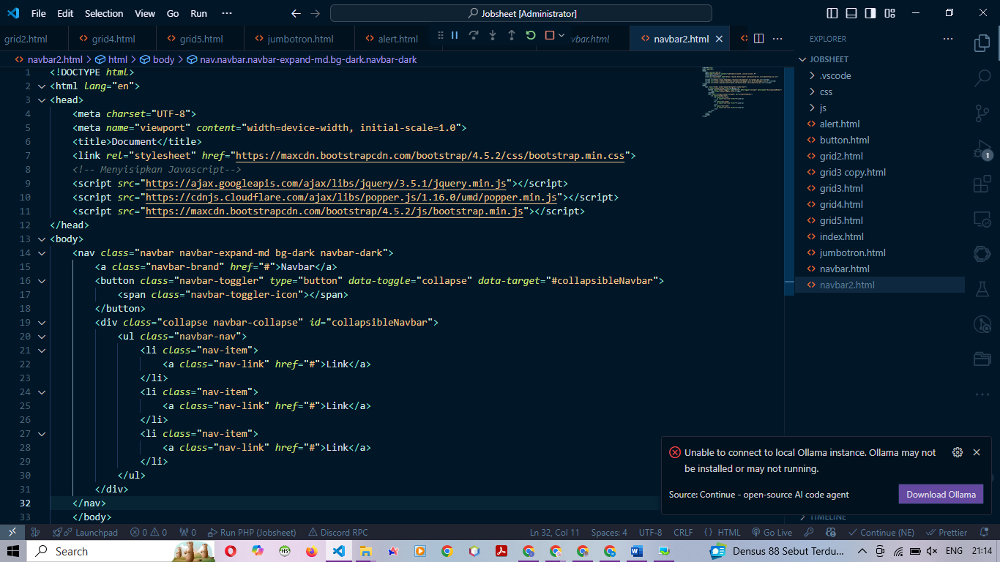 File Edit Selection View Go Run ··· Jobsheet [Administrator]
grid2.html grid4.html grid5.html jumbotron.html alert.html vbar.html navbar2.html
navbar2.html > html > body > nav.navbar.navbar-expand-md.bg-dark.navbar-dark
1 <!DOCTYPE html>
2 <html lang="en">
3 <head>
4 <meta charset="UTF-8">
5 <meta name="viewport" content="width=device-width, initial-scale=1.0">
6 <title>Document</title>
7 <link rel="stylesheet" href="https://maxcdn.bootstrapcdn.com/bootstrap/4.5.2/css/bootstrap.min.css">
8 <!-- Menyisipkan Javascript-->
9 <script src="https://ajax.googleapis.com/ajax/libs/jquery/3.5.1/jquery.min.js"></script>
10 <script src="https://cdnjs.cloudflare.com/ajax/libs/popper.js/1.16.0/umd/popper.min.js"></script>
11 <script src="https://maxcdn.bootstrapcdn.com/bootstrap/4.5.2/js/bootstrap.min.js"></script>
12 </head>
13 <body>
14 <nav class="navbar navbar-expand-md bg-dark navbar-dark">
15 <a class="navbar-brand" href="#">Navbar</a>
16 <button class="navbar-toggler" type="button" data-toggle="collapse" data-target="#collapsibleNavbar">
17 <span class="navbar-toggler-icon"></span>
18 </button>
19 <div class="collapse navbar-collapse" id="collapsibleNavbar">
20 <ul class="navbar-nav">
21 <li class="nav-item">
22 <a class="nav-link" href="#">Link</a>
23 </li>
24 <li class="nav-item">
25 <a class="nav-link" href="#">Link</a>
26 </li>
27 <li class="nav-item">
28 <a class="nav-link" href="#">Link</a>
29 </li>
30 </ul>
31 </div>
32 </nav>
33 </body>
EXPLORER
JOBSHEET
.vscode
css
js
alert.html
button.html
grid2.html
grid3 copy.html
grid3.html
grid4.html
grid5.html
index.html
jumbotron.html
navbar.html
navbar2.html
TIMELINE
1
Unable to connect to local Ollama instance. Ollama may not
be installed or may not running.
Source: Continue - open-source AI code agent Download Ollama
Launchpad 0 0 0 Run PHP (Jobsheet) Discord RPC Ln 32, Col 11 Spaces: 4 UTF-8 CRLF HTML Go Live Continue (NE) Prettier
Search Densus 88 Sebut Terdu... ENG 21:14